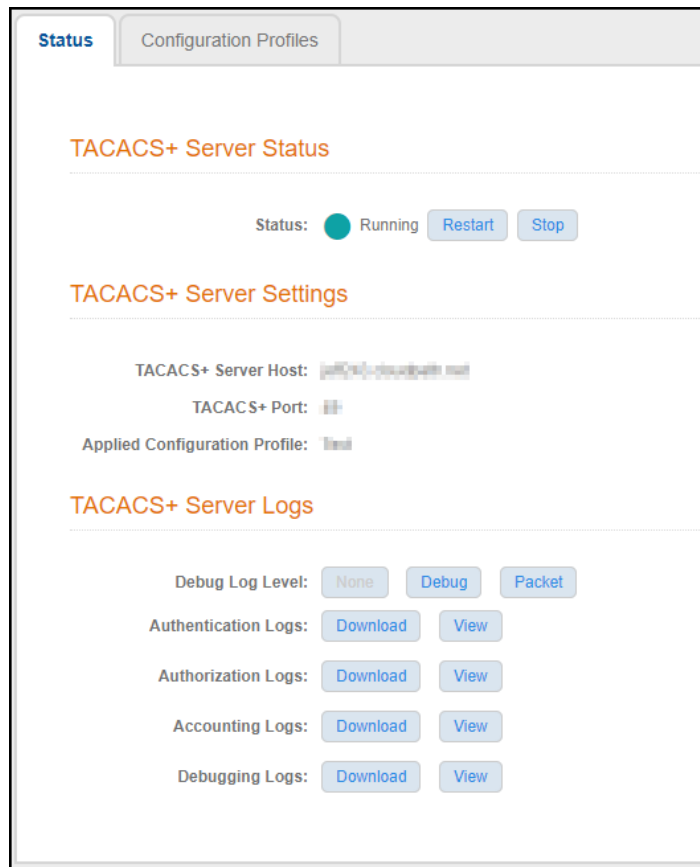 Status Configuration Profiles
TACACS+ Server Status
Status: Running Restart Stop
TACACS+ Server Settings
TACACS+ Server Host:
TACACS+ Port:
Applied Configuration Profile:
TACACS+ Server Logs
Debug Log Level: None Debug Packet
Authentication Logs: Download View
Authorization Logs: Download View
Accounting Logs: Download View
Debugging Logs: Download View